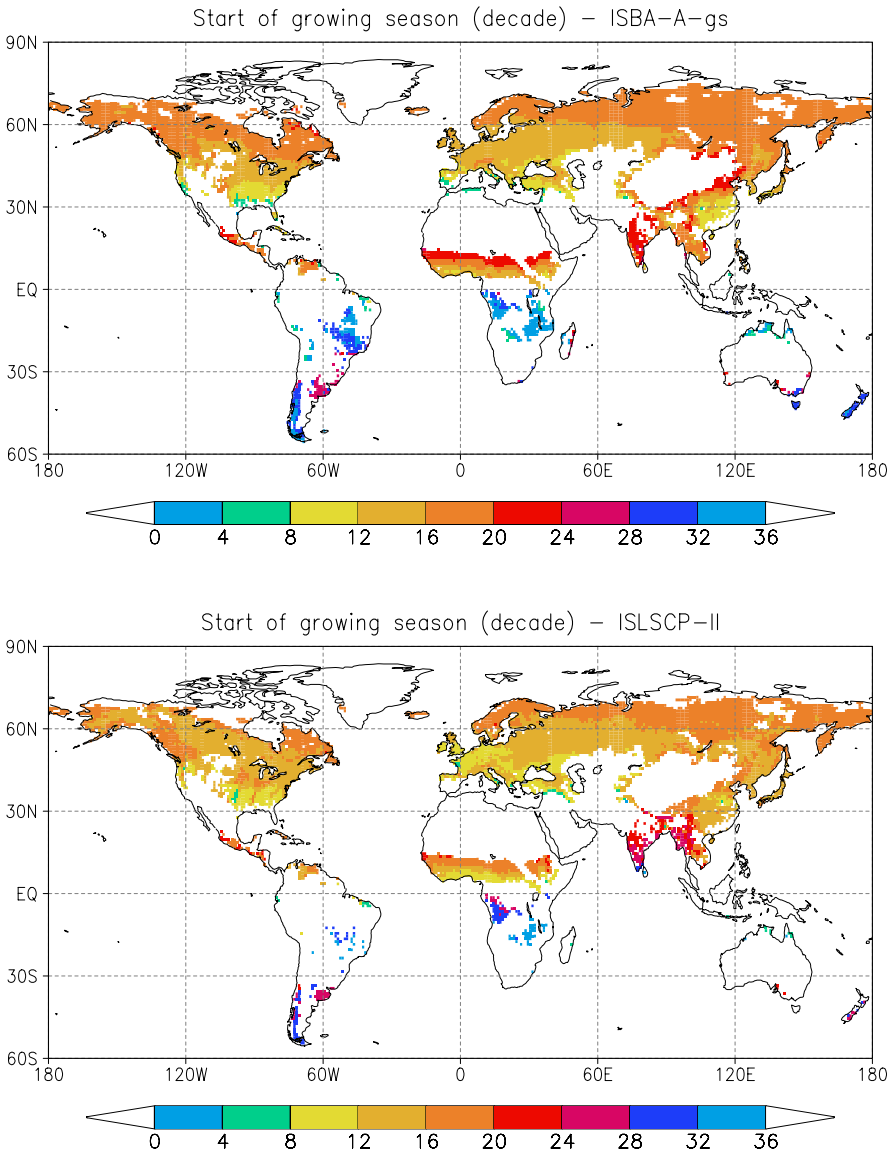 Start of growing season (decade) – ISBA–A–gs
90N
60N
30N
EQ
30S
60S
180 120W 60W 0 60E 120E 180
0 4 8 12 16 20 24 28 32 36
Start of growing season (decade) – ISLSCP–II
90N
60N
30N
EQ
30S
60S
180 120W 60W 0 60E 120E 180
0 4 8 12 16 20 24 28 32 36